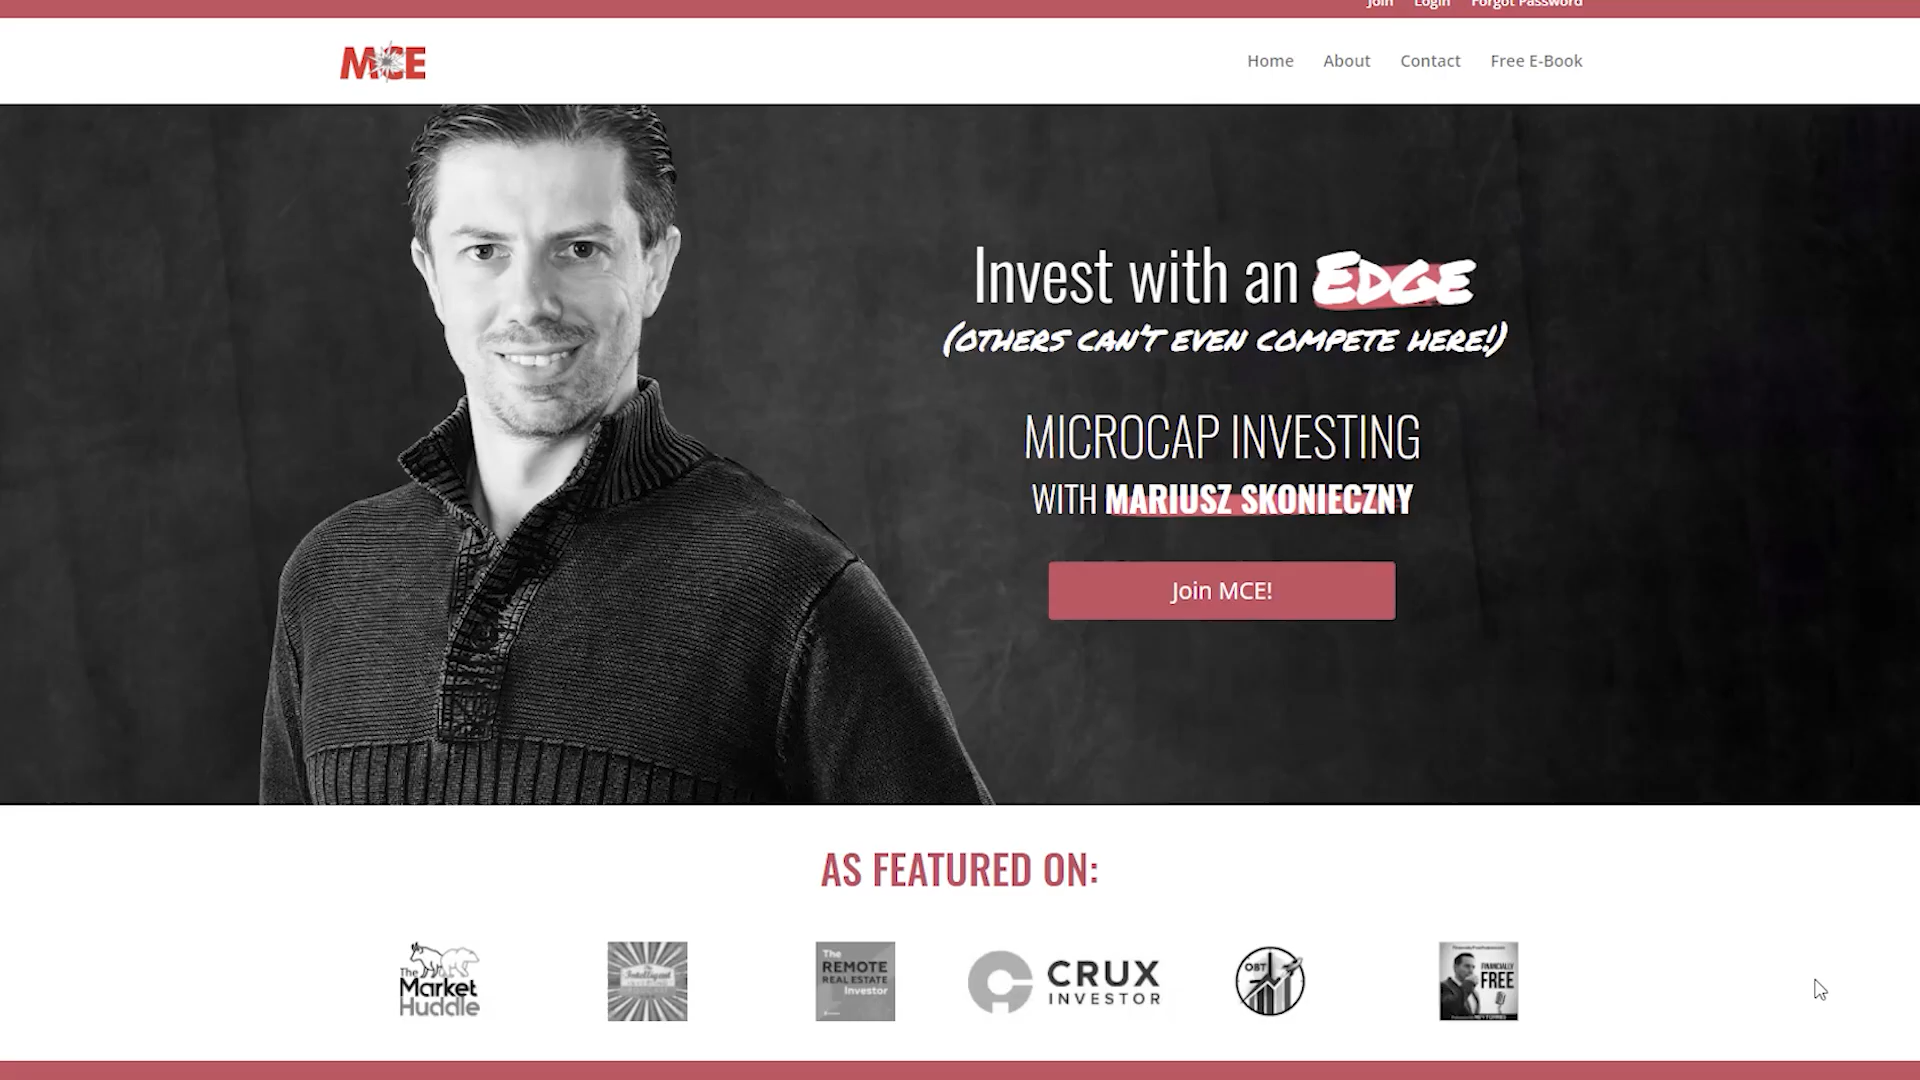 Join Login Forgot Password
MCE
Home About Contact Free E-Book
Invest with an EDGE
(OTHERS CAN'T EVEN COMPETE HERE!)
MICROCAP INVESTING
WITH MARIUSZ SKONIECZNY
Join MCE!
AS FEATURED ON:
The
Market
Huddle
The
Intelligent
The
REMOTE
REAL ESTATE
Investor
CRUX
INVESTOR
OBT
FINANCIALLY
FREE